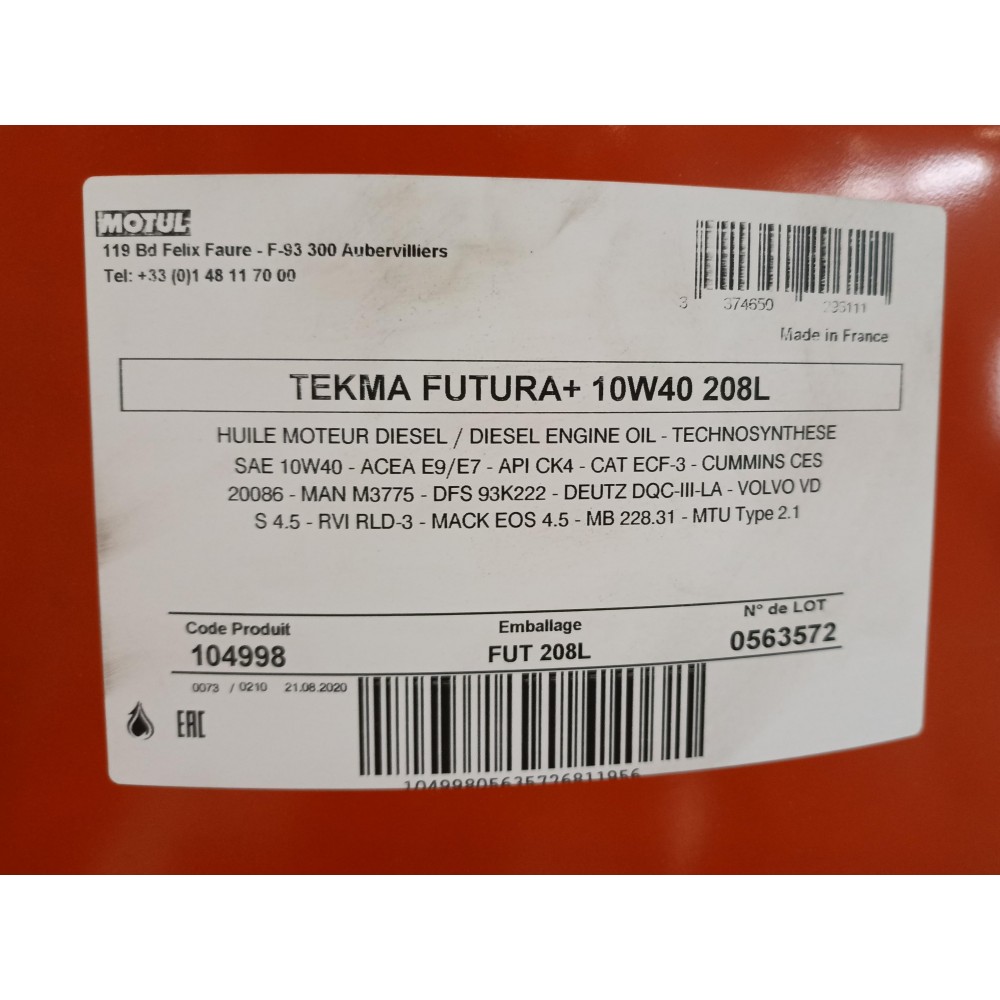 MOTUL
119 Bd Felix Faure - F-93 300 Aubervilliers
Tel: +33 (0)1 48 11 70 00
3 374650
Made in France
TEKMA FUTURA+ 10W40 208L
HUILE MOTEUR DIESEL / DIESEL ENGINE OIL - TECHNOSYNTHESE
SAE 10W40 - ACEA E9/E7 - API CK4 - CAT ECF-3 - CUMMINS CES
20086 - MAN M3775 - DFS 93K222 - DEUTZ DQC-III-LA - VOLVO VD
S 4.5 - RVI RLD-3 - MACK EOS 4.5 - MB 228.31 - MTU Type 2.1
Code Produit Emballage N° de LOT
104998 FUT 208L 0563572
0073 / 0210 21.08.2020
EAC